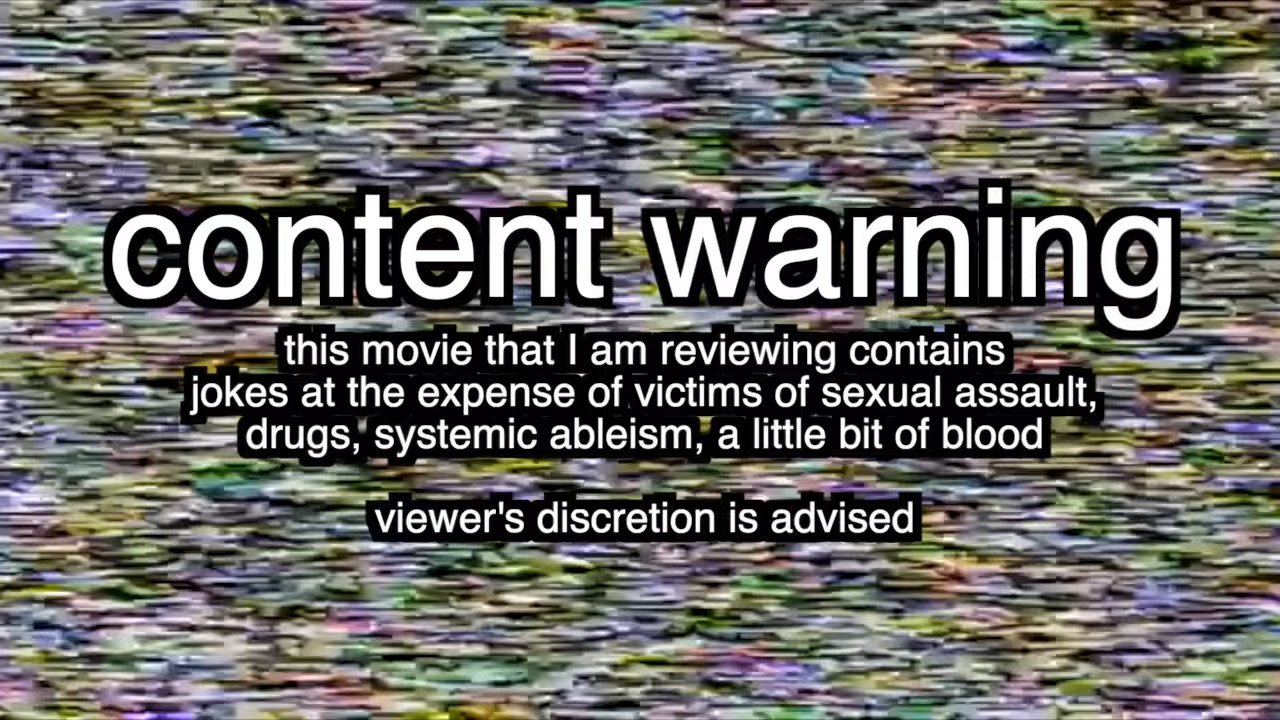 content warning
this movie that I am reviewing contains
jokes at the expense of victims of sexual assault,
drugs, systemic ableism, a little bit of blood
viewer's discretion is advised